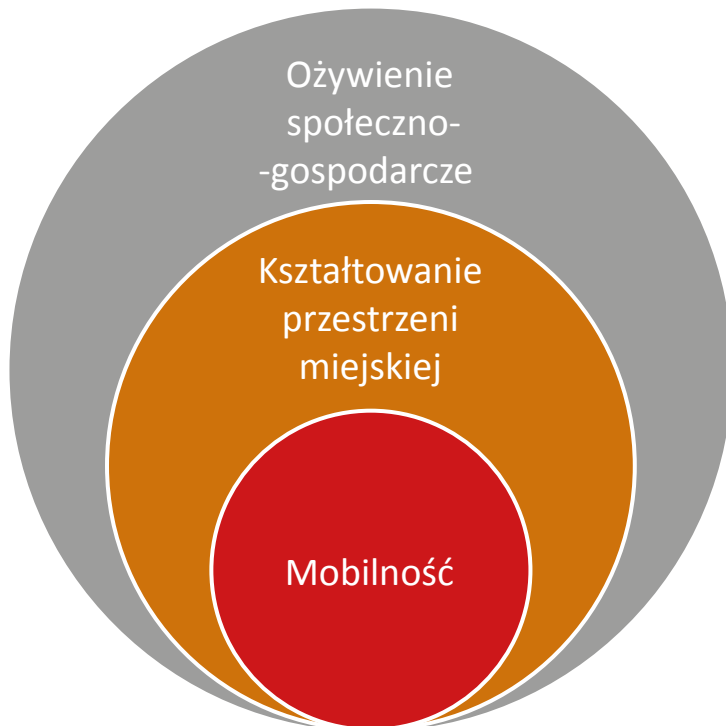 Ożywienie
społeczno-
-gospodarcze
Kształtowanie
przestrzeni
miejskiej
Mobilność